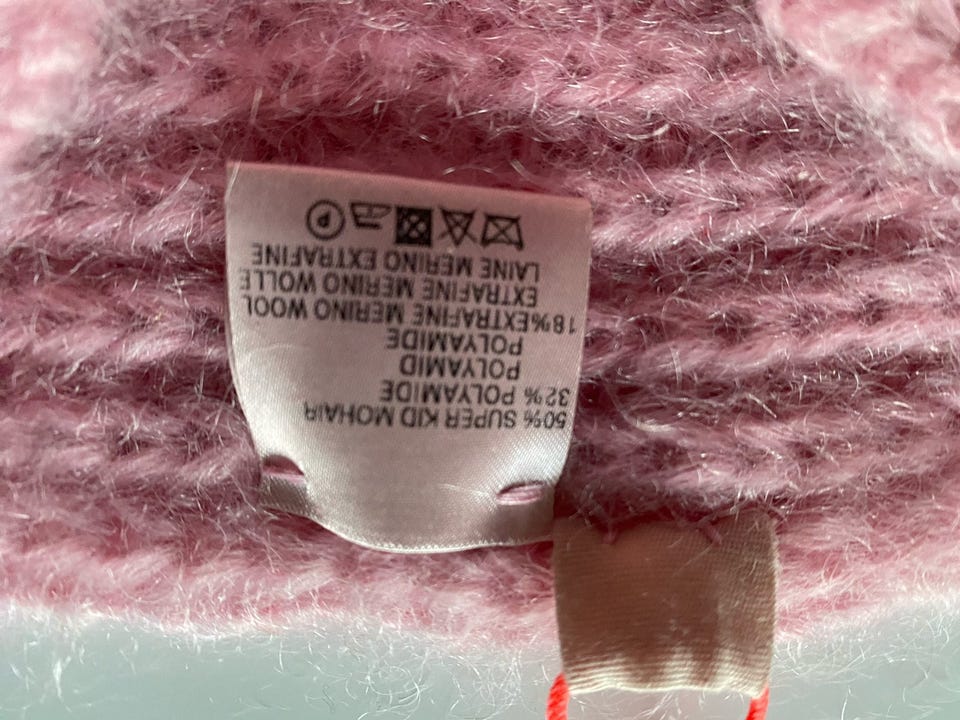 50% SUPER KID MOHAIR
32% POLYAMIDE
POLYAMID
POLYAMIDE
18%EXTRAFINE MERINO WOOL
EXTRAFINE MERINO WOLLE
LAINE MERINO EXTRAFINE
P